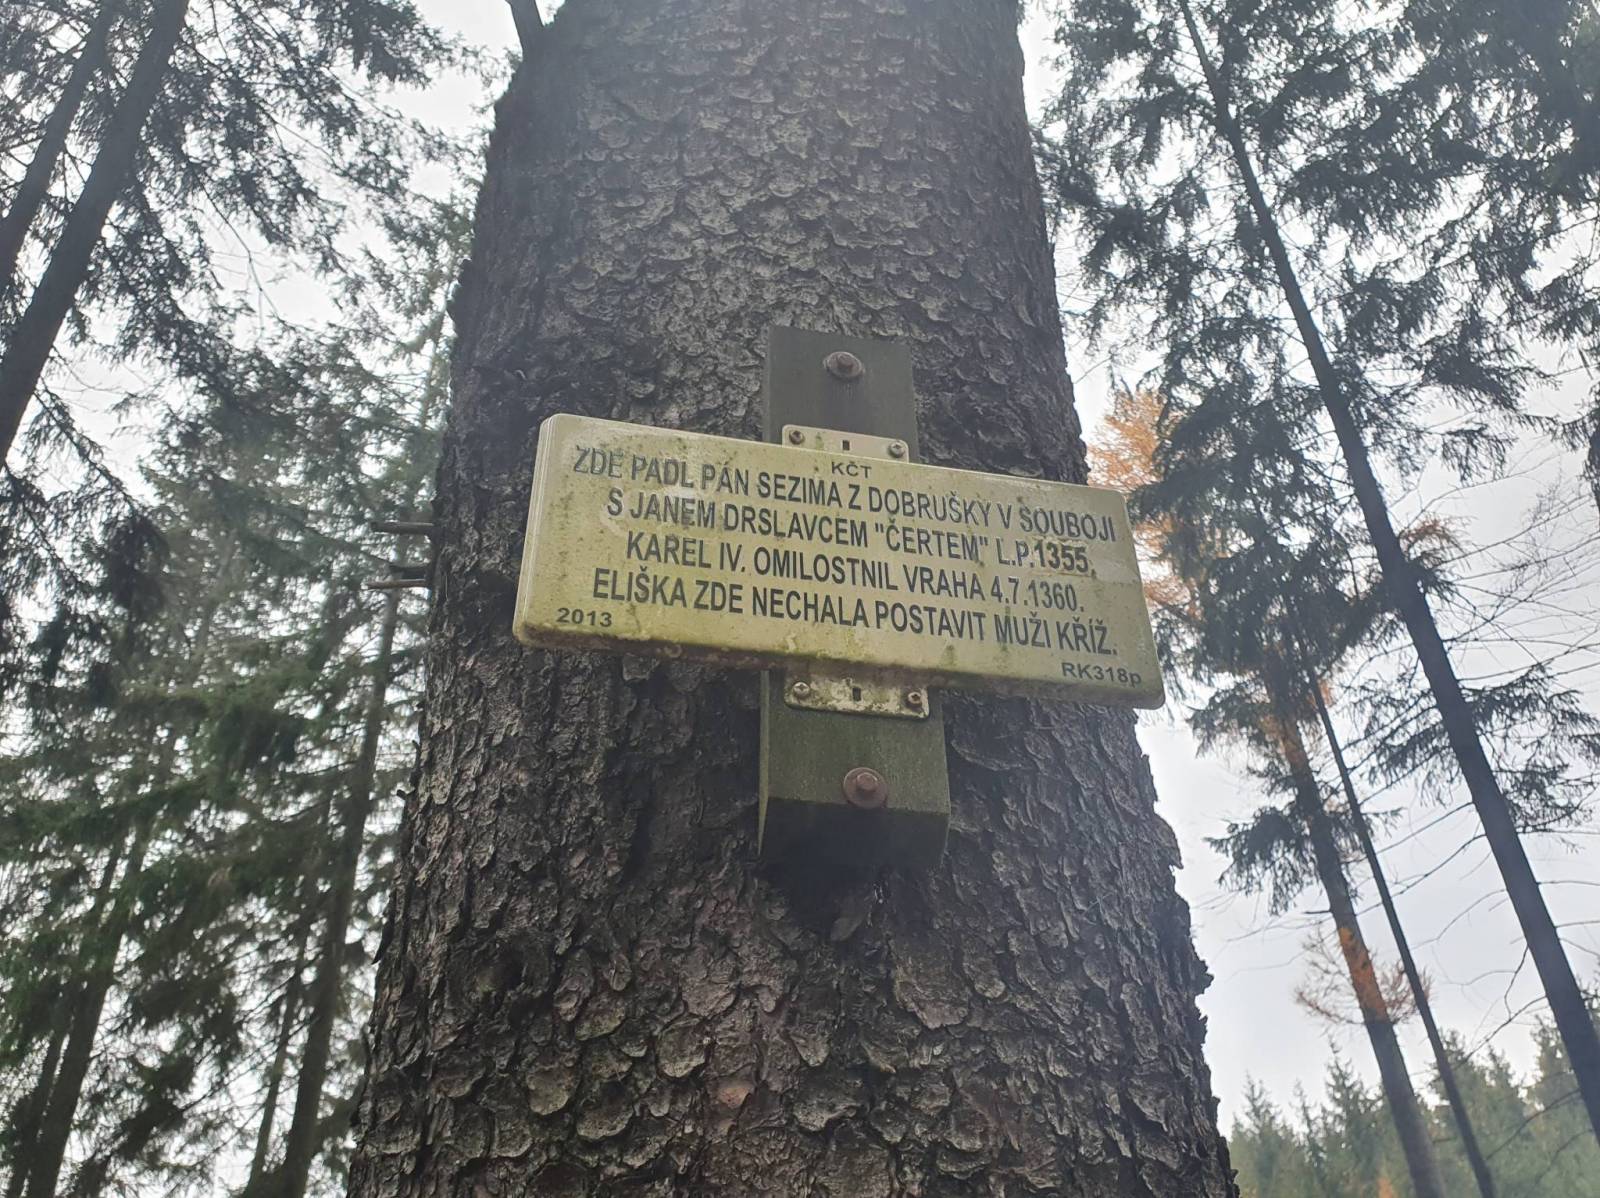 KČT
ZDE PADL PÁN SEZIMA Z DOBRUŠKY V SOUBOJI
S JANEM DRSLAVCEM "ČERTEM" L.P.1355.
KAREL IV. OMILOSTNIL VRAHA 4.7.1360.
ELIŠKA ZDE NECHALA POSTAVIT MUŽI KŘÍŽ.
2013
RK318p